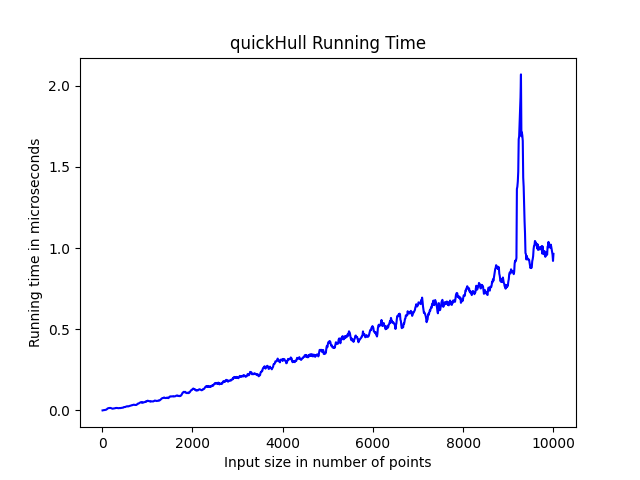 quickHull Running Time
2.0
1.5
1.0
0.5
0.0
Running time in microseconds
0 2000 4000 6000 8000 10000
Input size in number of points